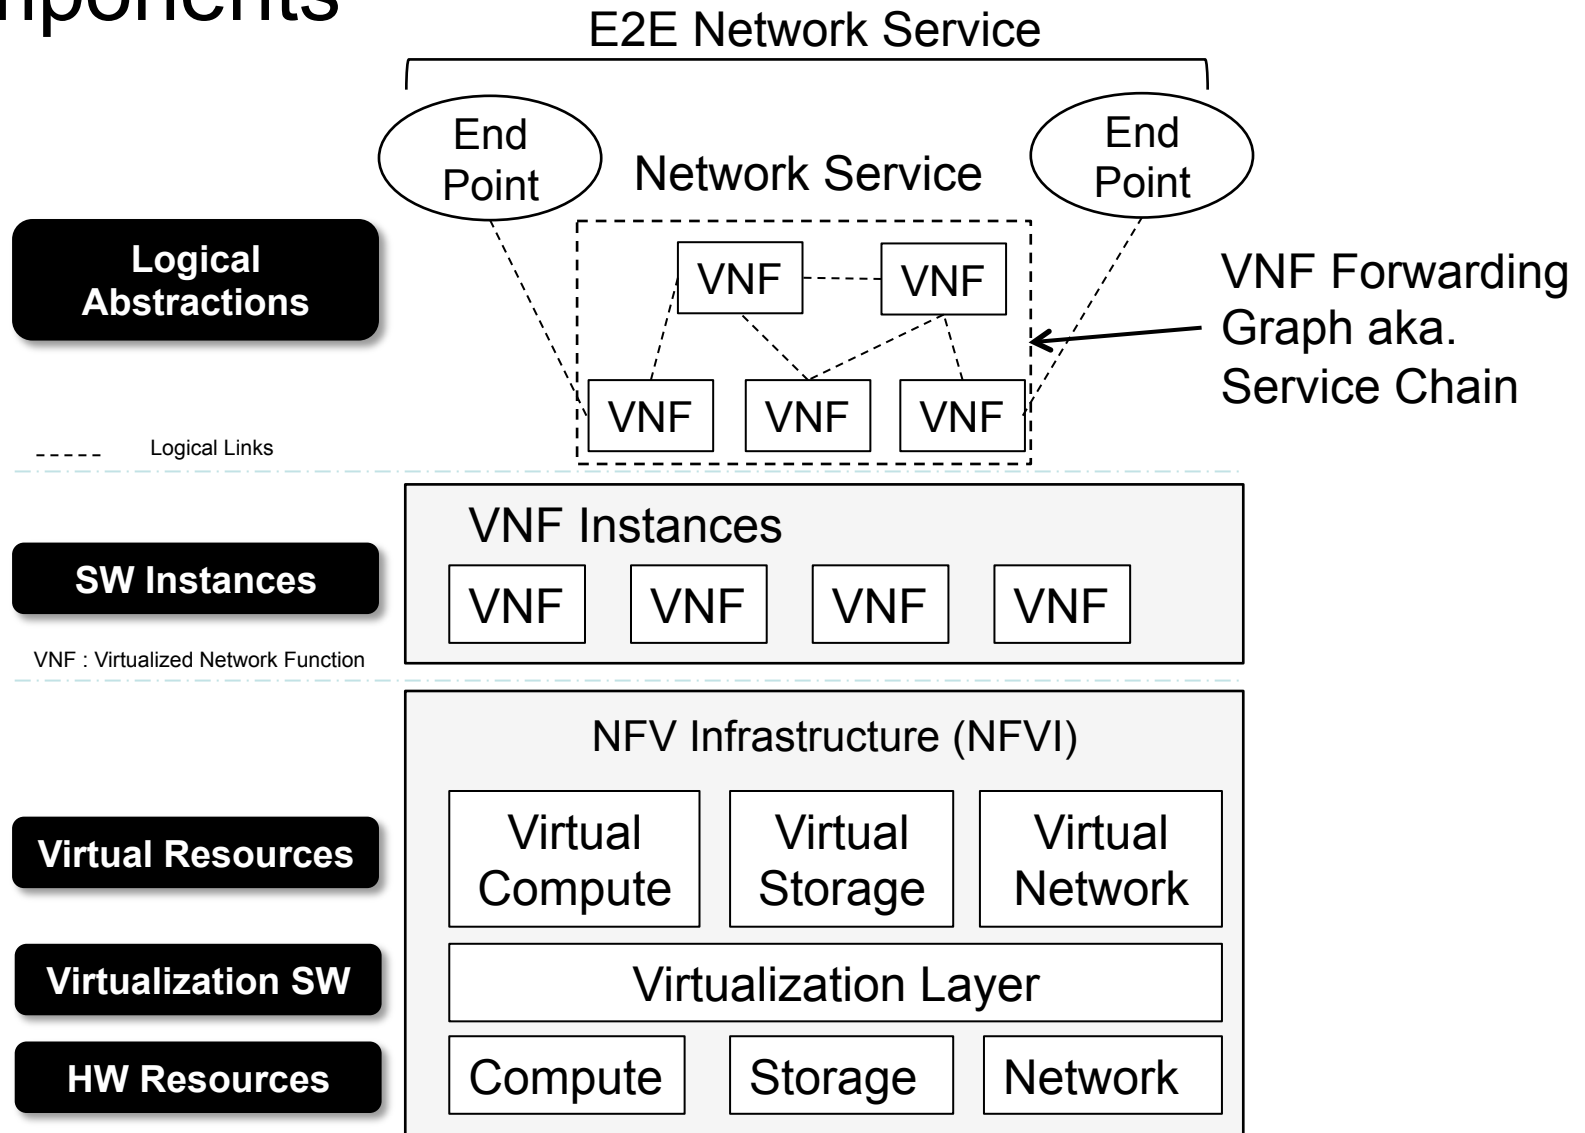 E2E Network Service
End
Point
Network Service
End
Point
Logical
Abstractions
VNF
VNF
VNF Forwarding
Graph aka.
Service Chain
VNF
VNF
VNF
Logical Links
VNF Instances
SW Instances
VNF
VNF
VNF
VNF
VNF : Virtualized Network Function
NFV Infrastructure (NFVI)
Virtual Resources
Virtual
Compute
Virtual
Storage
Virtual
Network
Virtualization SW
Virtualization Layer
HW Resources
Compute
Storage
Network